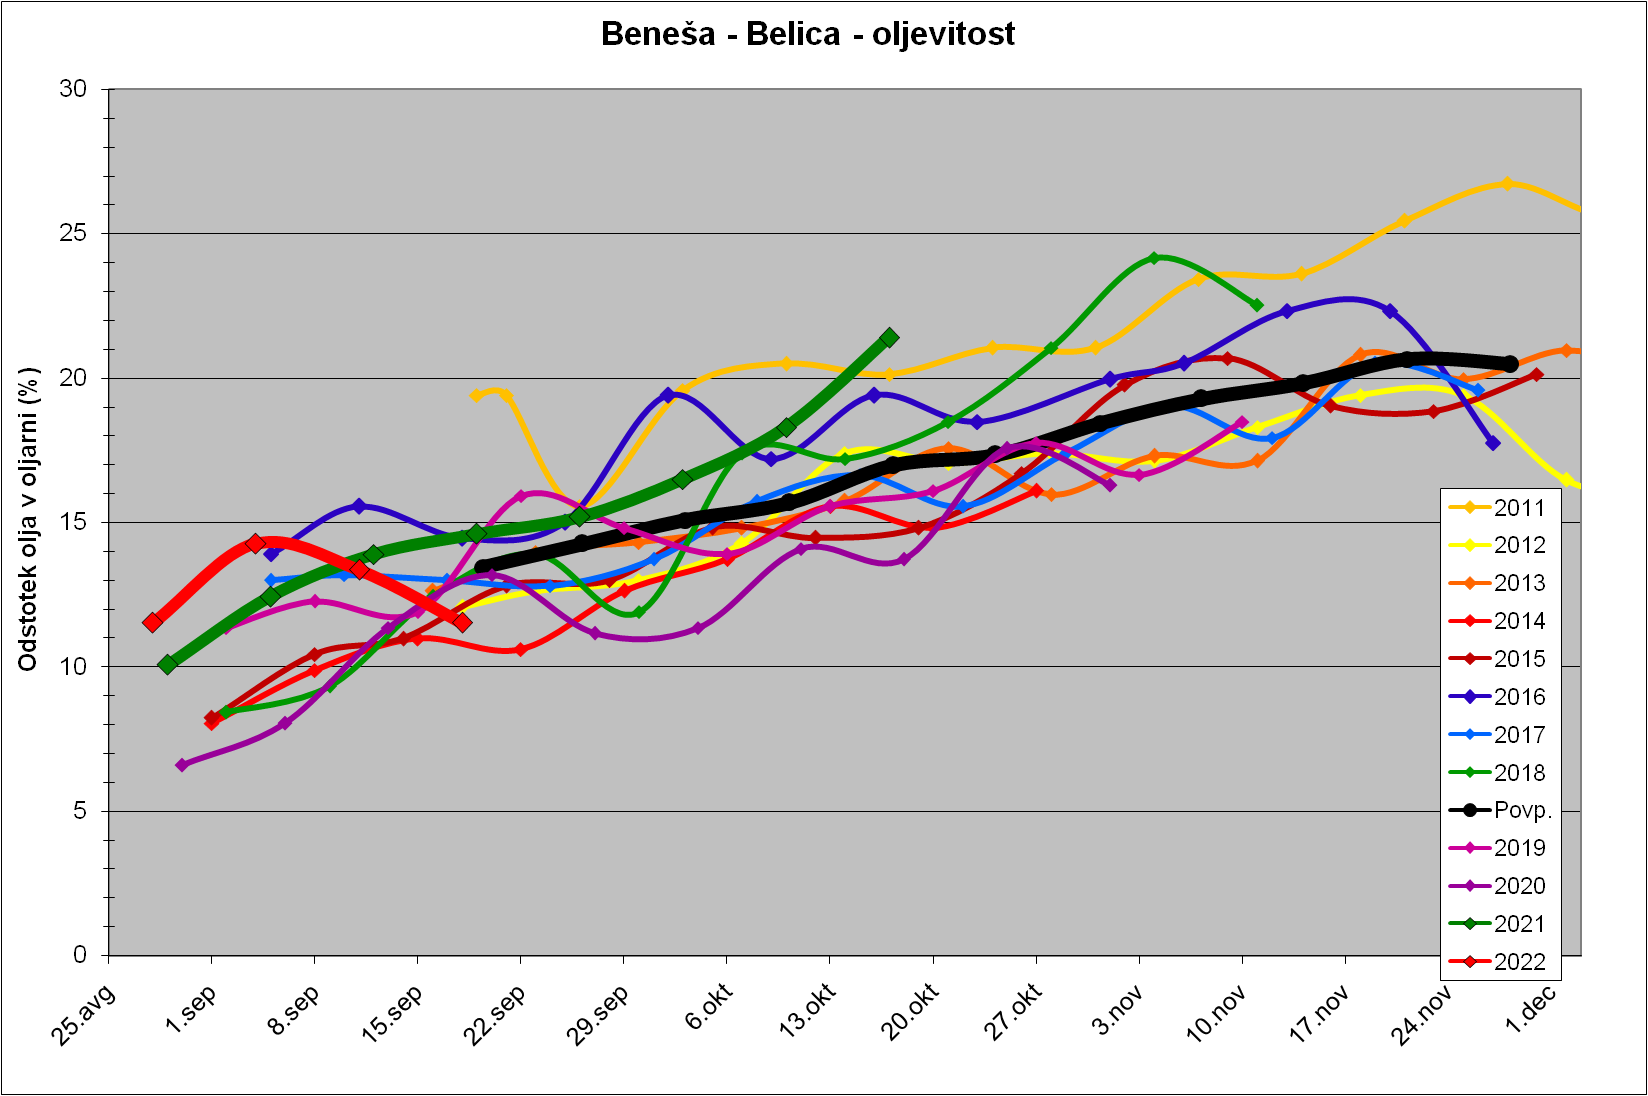 Beneša - Belica - oljevitost
Odstotek olja v oljarni (%)
30
25
20
15
10
5
0
25.avg
1.sep
8.sep
15.sep
22.sep
29.sep
6.okt
13.okt
20.okt
27.okt
3.nov
10.nov
17.nov
24.nov
1.dec
2011
2012
2013
2014
2015
2016
2017
2018
Povp.
2019
2020
2021
2022